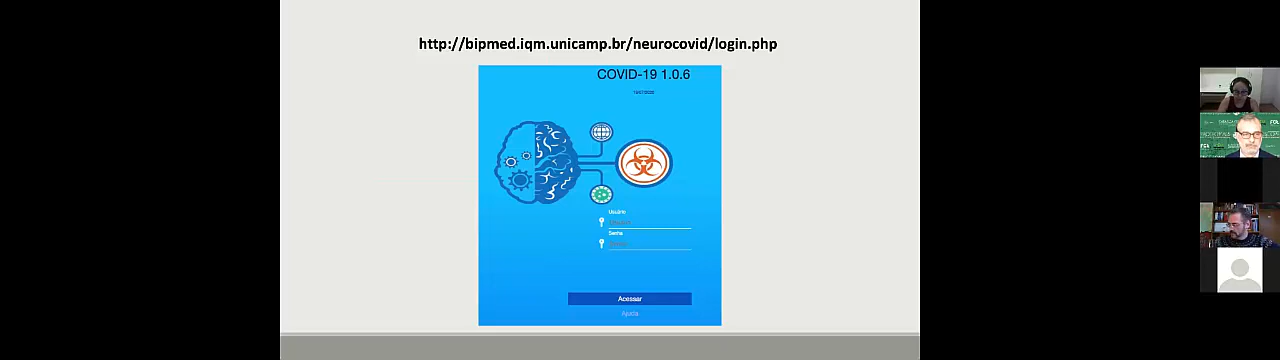 http://bipmed.iqm.unicamp.br/neurocovid/login.php
COVID-19 1.0.6
Usuário
Senha
Acessar
Ajuda